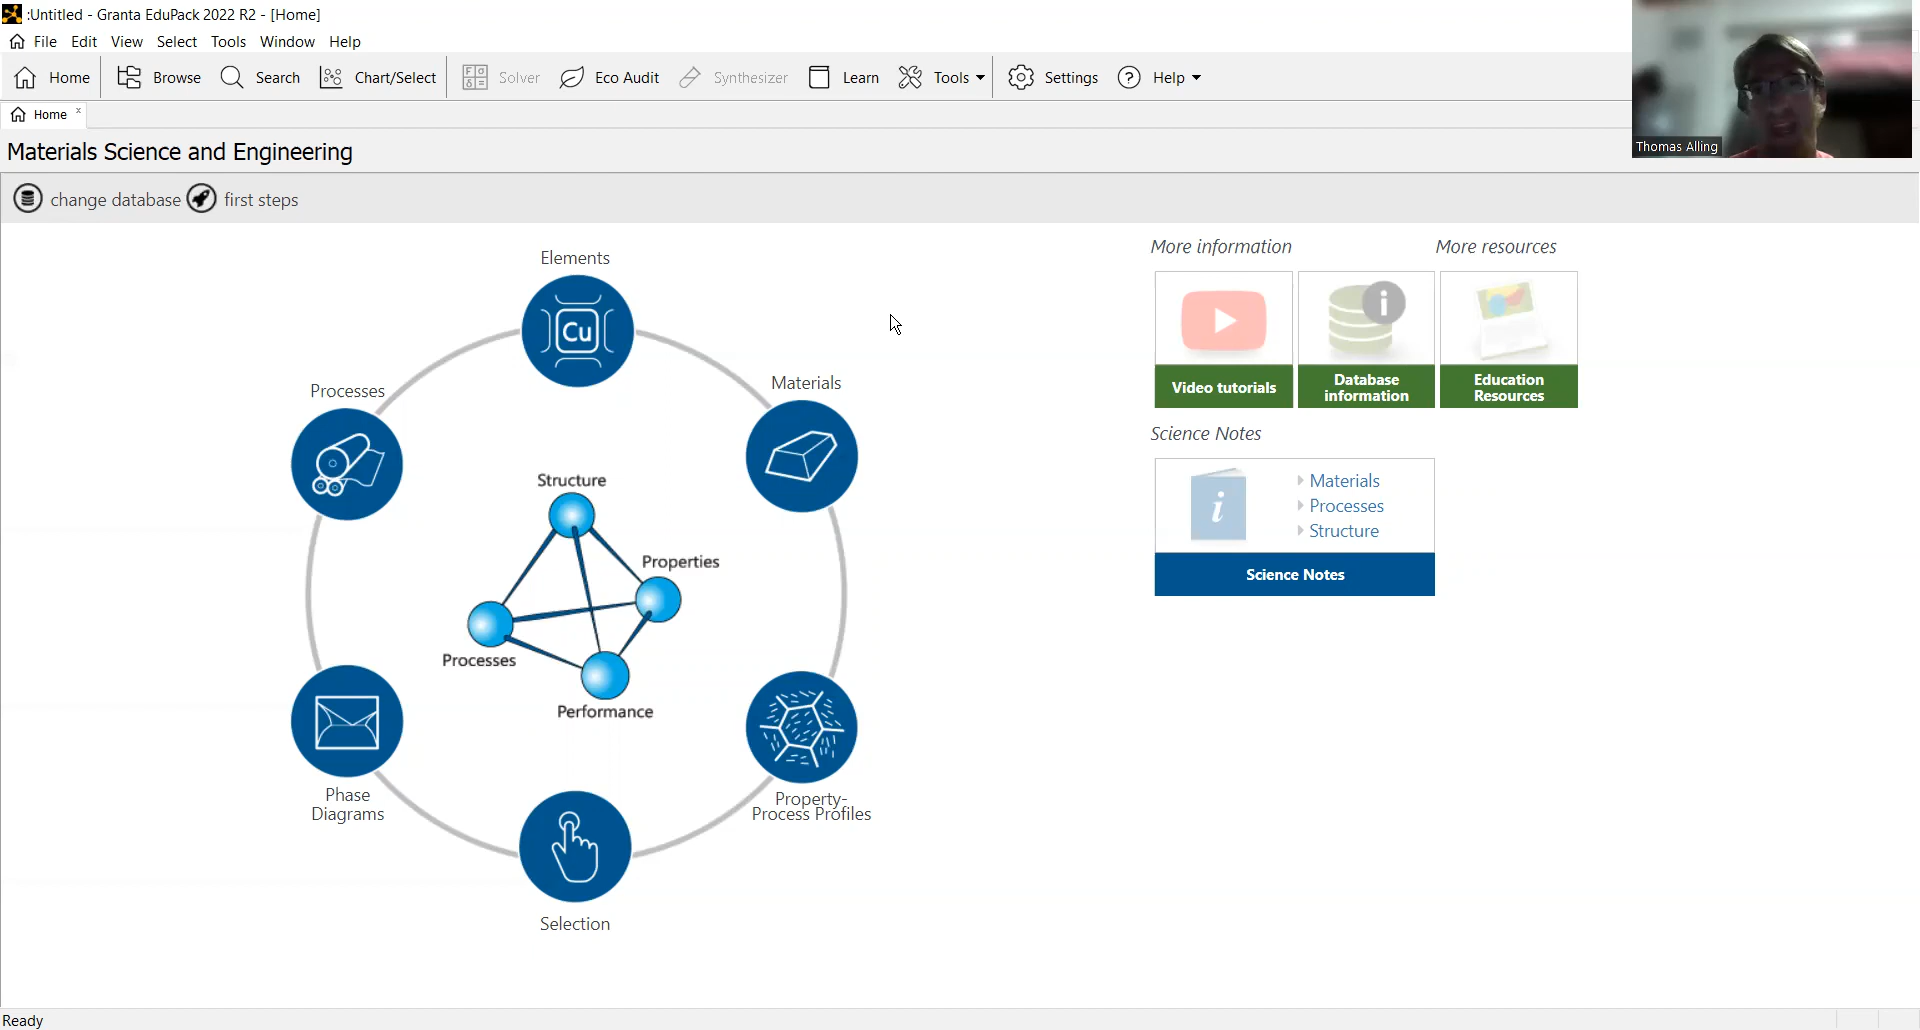 :Untitled - Granta EduPack 2022 R2 - [Home]
File Edit View Select Tools Window Help
Home Browse Search Chart/Select Solver Eco Audit Synthesizer Learn Tools Settings Help
Home x
Thomas Alling
Materials Science and Engineering
change database first steps
More information More resources
Elements
Cu
Video tutorials
Database
information
Education
Resources
Materials
Processes
Science Notes
i
Materials
Processes
Structure
Science Notes
Structure
Properties
Processes
Performance
Phase
Diagrams
Property-
Process Profiles
Selection
Ready